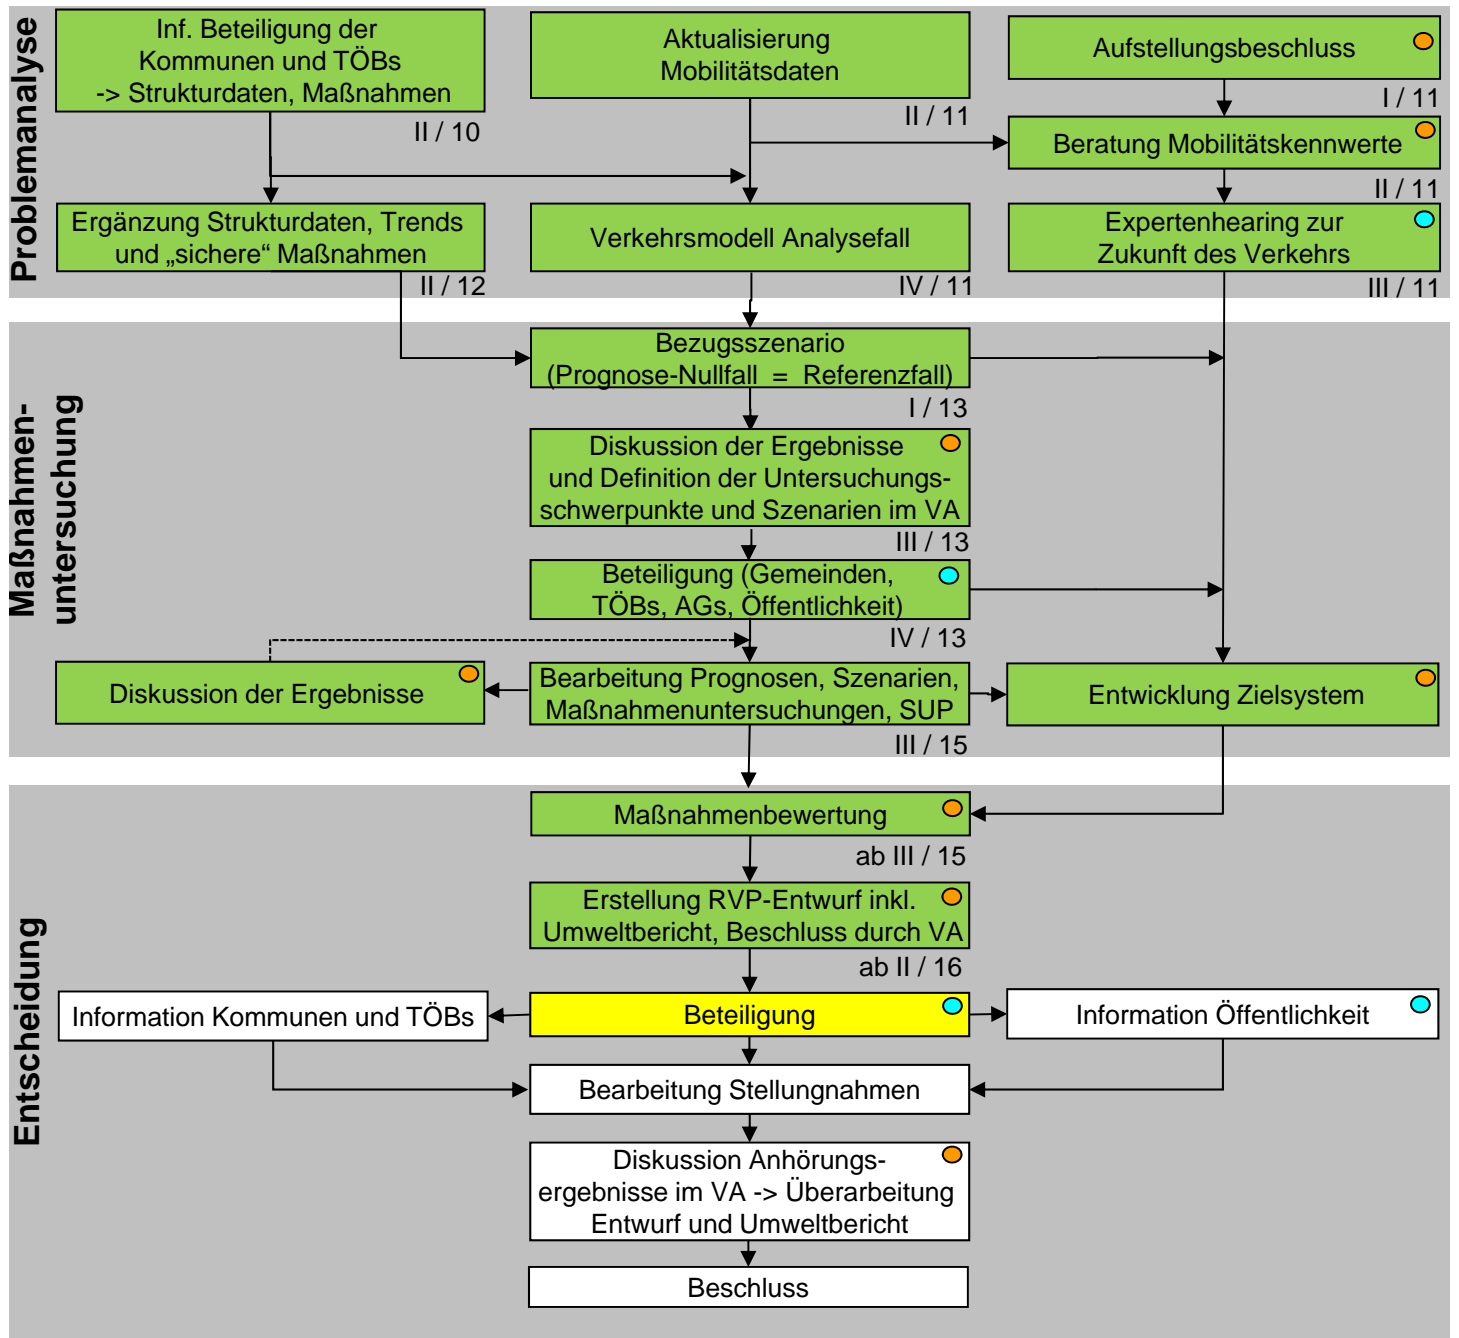 Problemanalyse
Inf. Beteiligung der
Kommunen und TÖBs
-> Strukturdaten, Maßnahmen
II / 10
Aktualisierung
Mobilitätsdaten
II / 11
Aufstellungsbeschluss
I / 11
Beratung Mobilitätskennwerte
II / 11
Ergänzung Strukturdaten, Trends
und „sichere“ Maßnahmen
II / 12
Verkehrsmodell Analysefall
IV / 11
Expertenhearing zur
Zukunft des Verkehrs
III / 11
Maßnahmen-
untersuchung
Bezugsszenario
(Prognose-Nullfall = Referenzfall)
I / 13
Diskussion der Ergebnisse
und Definition der Untersuchungs-
schwerpunkte und Szenarien im VA
III / 13
Beteiligung (Gemeinden,
TÖBs, AGs, Öffentlichkeit)
IV / 13
Diskussion der Ergebnisse
Bearbeitung Prognosen, Szenarien,
Maßnahmenuntersuchungen, SUP
III / 15
Entwicklung Zielsystem
Entscheidung
Maßnahmenbewertung
ab III / 15
Erstellung RVP-Entwurf inkl.
Umweltbericht, Beschluss durch VA
ab II / 16
Information Kommunen und TÖBs
Beteiligung
Information Öffentlichkeit
Bearbeitung Stellungnahmen
Diskussion Anhörungs-
ergebnisse im VA -> Überarbeitung
Entwurf und Umweltbericht
Beschluss